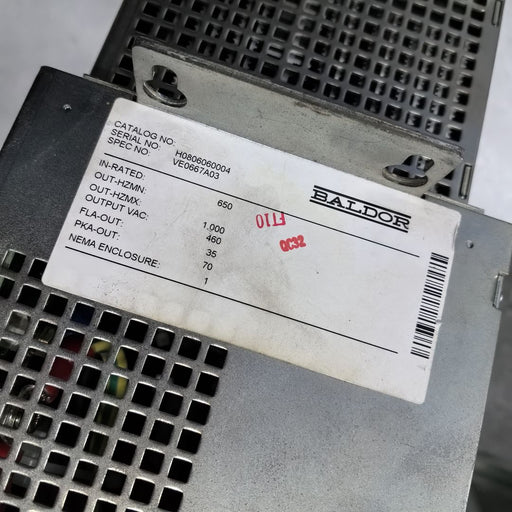 CATALOG NO:
SERIAL NO: H0806060004
SPEC NO: VE0667A03
BALDOR
IN-RATED: 650
OUT-HZMN:
OUT-HZMX: 1.000
OUTPUT VAC: 460
FLA-OUT: 35
PKA-OUT: 70
NEMA ENCLOSURE: 1
FT10
QC32